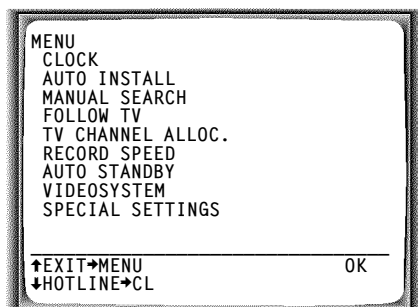 MENU
CLOCK
AUTO INSTALL
MANUAL SEARCH
FOLLOW TV
TV CHANNEL ALLOC.
RECORD SPEED
AUTO STANDBY
VIDEOSYSTEM
SPECIAL SETTINGS
↑EXIT→MENU OK
↓HOTLINE→CL